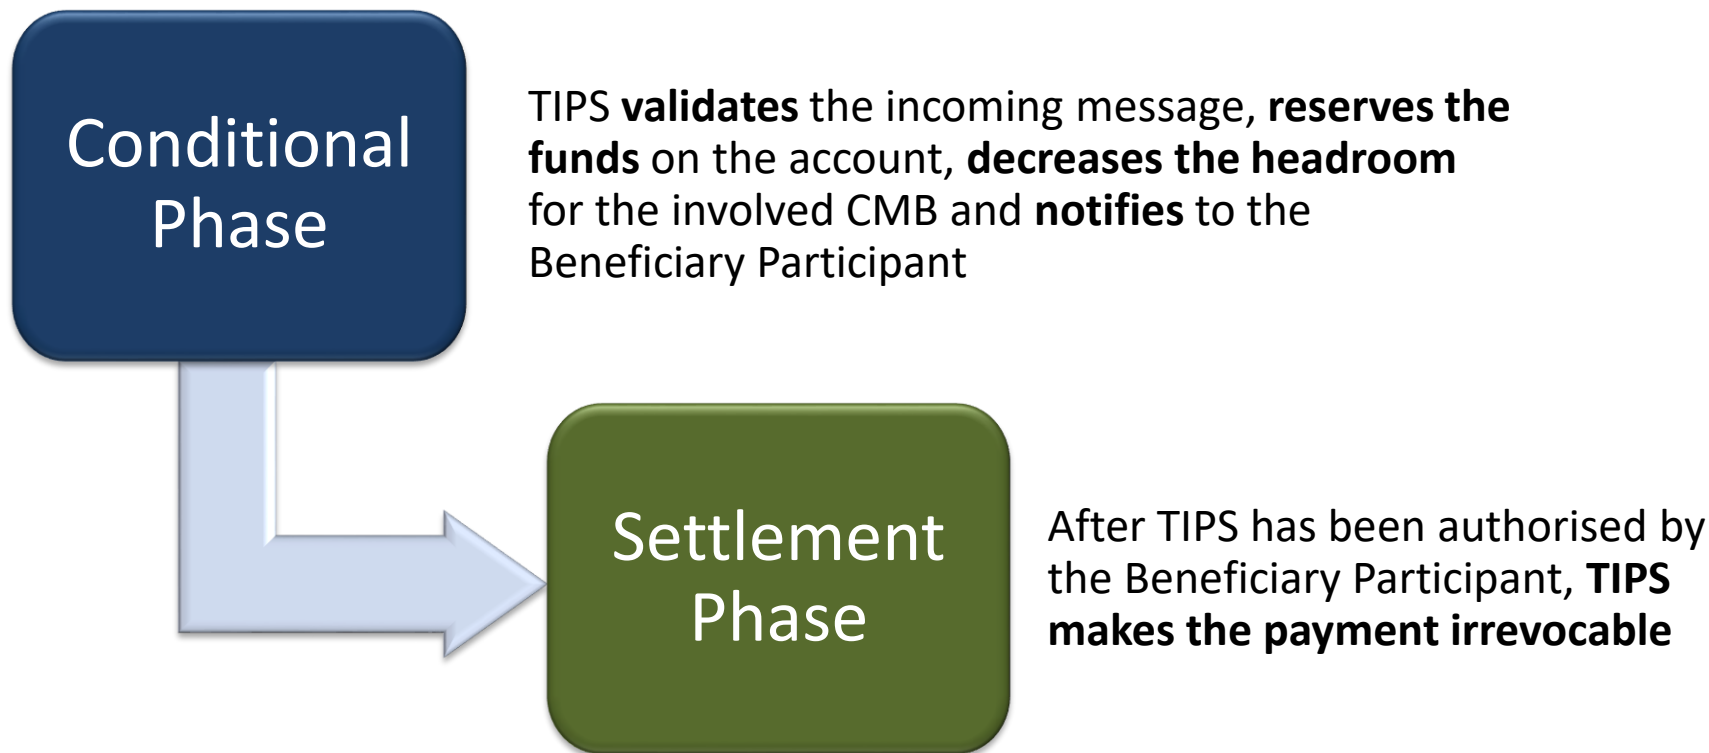 Conditional
Phase
TIPS validates the incoming message, reserves the
funds on the account, decreases the headroom
for the involved CMB and notifies to the
Beneficiary Participant
Settlement
Phase
After TIPS has been authorised by
the Beneficiary Participant, TIPS
makes the payment irrevocable